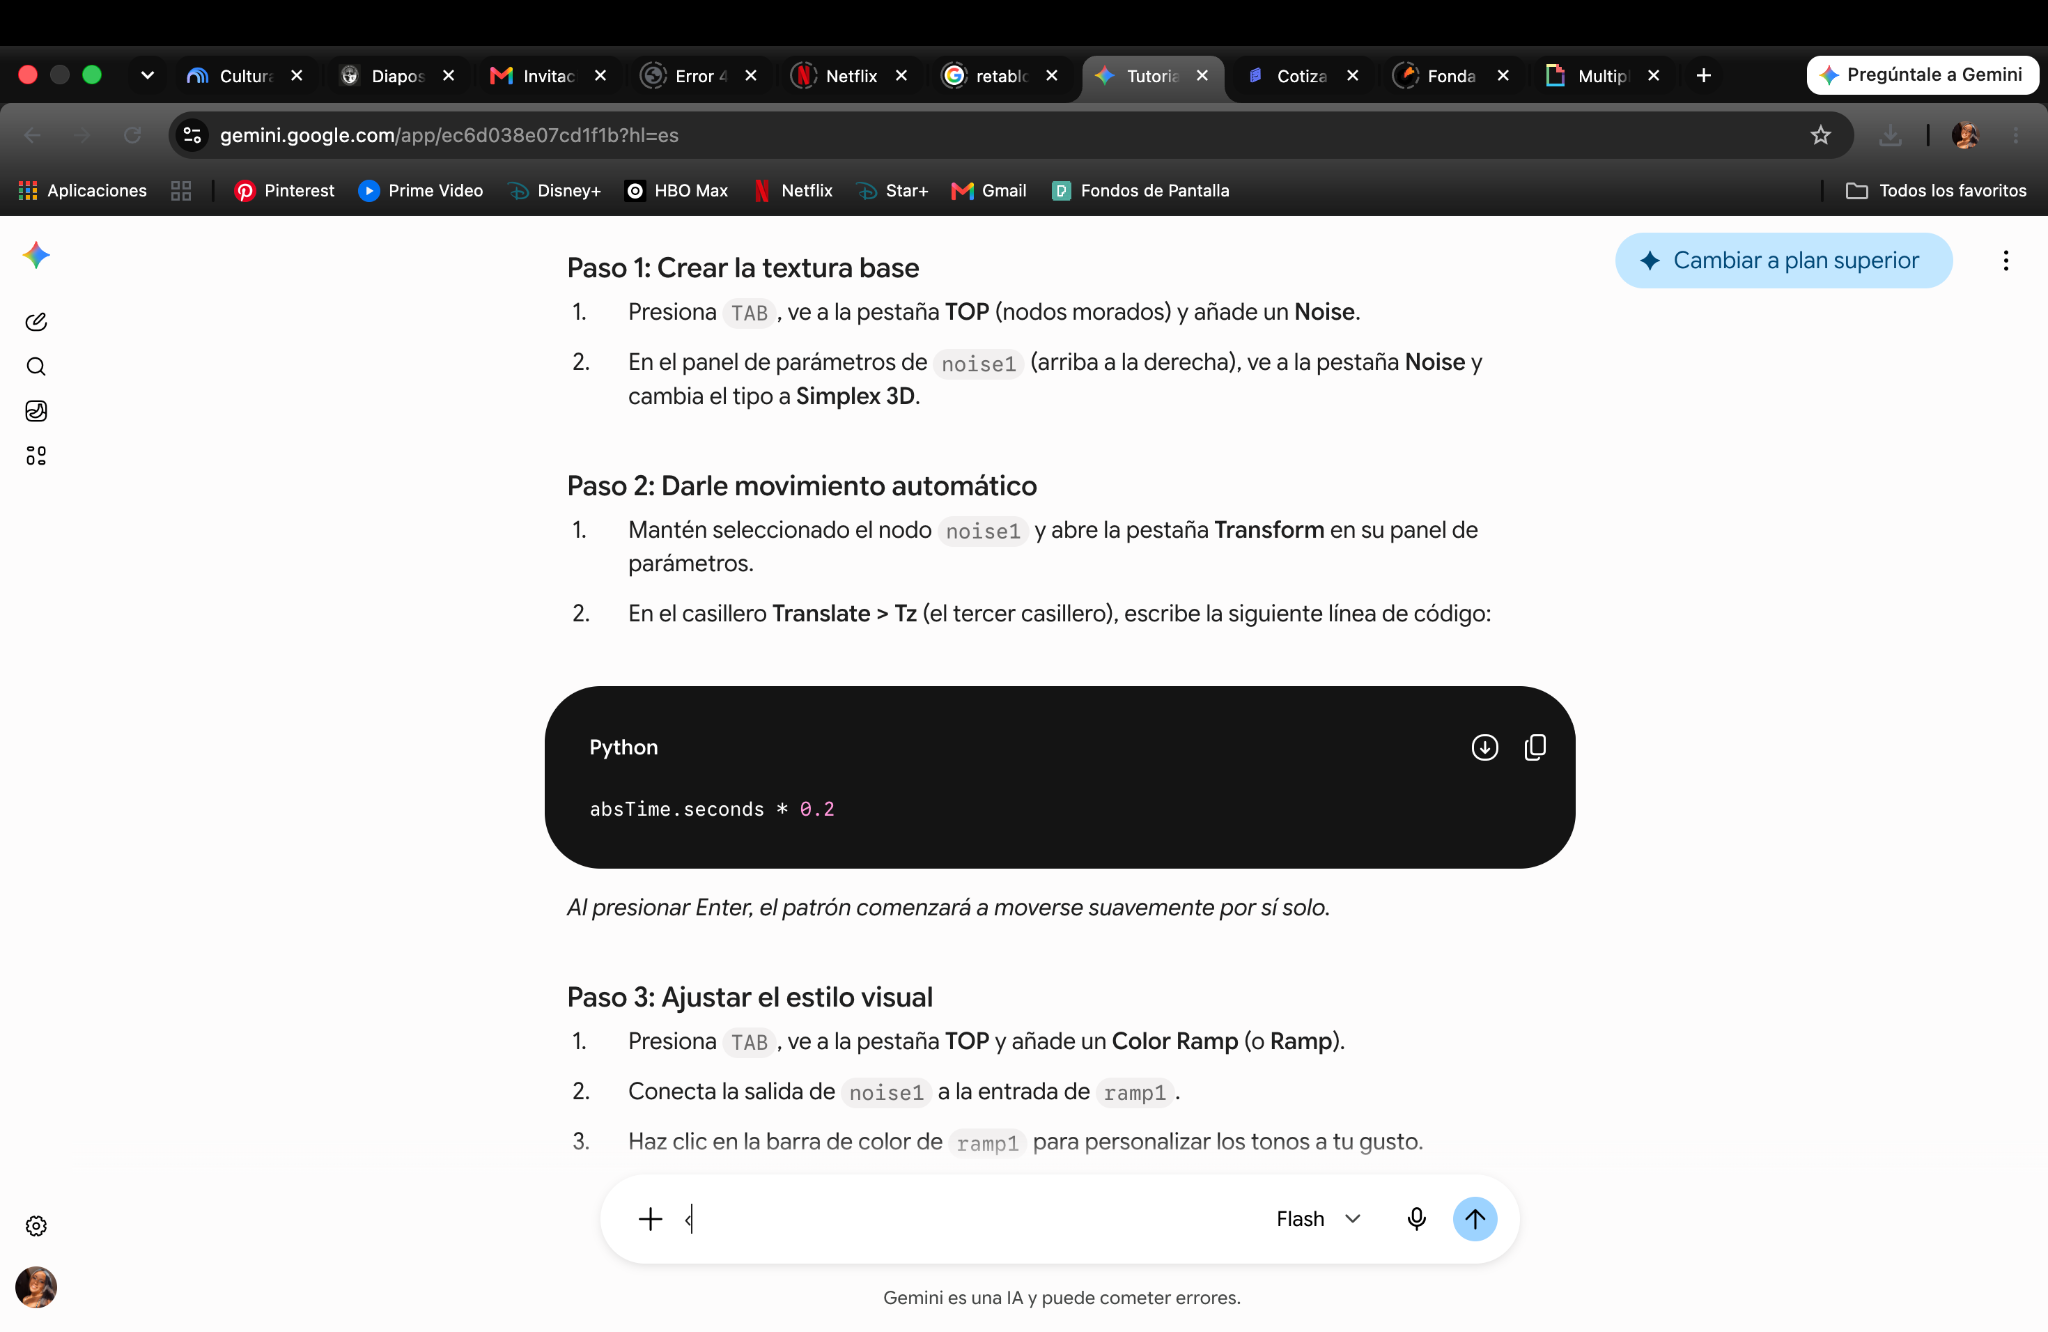 Cultura
Diapos
Invitac
Error 4
Netflix
retablo
Tutoria
Cotiza
Fonda
Multipl
Pregúntale a Gemini
gemini.google.com/app/ec6d038e07cd1f1b?hl=es
Aplicaciones
Pinterest
Prime Video
Disney+
HBO Max
Netflix
Star+
Gmail
Fondos de Pantalla
Todos los favoritos
Cambiar a plan superior
Paso 1: Crear la textura base
1. Presiona TAB, ve a la pestaña TOP (nodos morados) y añade un Noise.
2. En el panel de parámetros de noise1 (arriba a la derecha), ve a la pestaña Noise y
cambia el tipo a Simplex 3D.
Paso 2: Darle movimiento automático
1. Mantén seleccionado el nodo noise1 y abre la pestaña Transform en su panel de
parámetros.
2. En el casillero Translate > Tz (el tercer casillero), escribe la siguiente línea de código:
Python
absTime.seconds * 0.2
Al presionar Enter, el patrón comenzará a moverse suavemente por sí solo.
Paso 3: Ajustar el estilo visual
1. Presiona TAB, ve a la pestaña TOP y añade un Color Ramp (o Ramp).
2. Conecta la salida de noise1 a la entrada de ramp1.
3. Haz clic en la barra de color de ramp1 para personalizar los tonos a tu gusto.
<
Flash
Gemini es una IA y puede cometer errores.